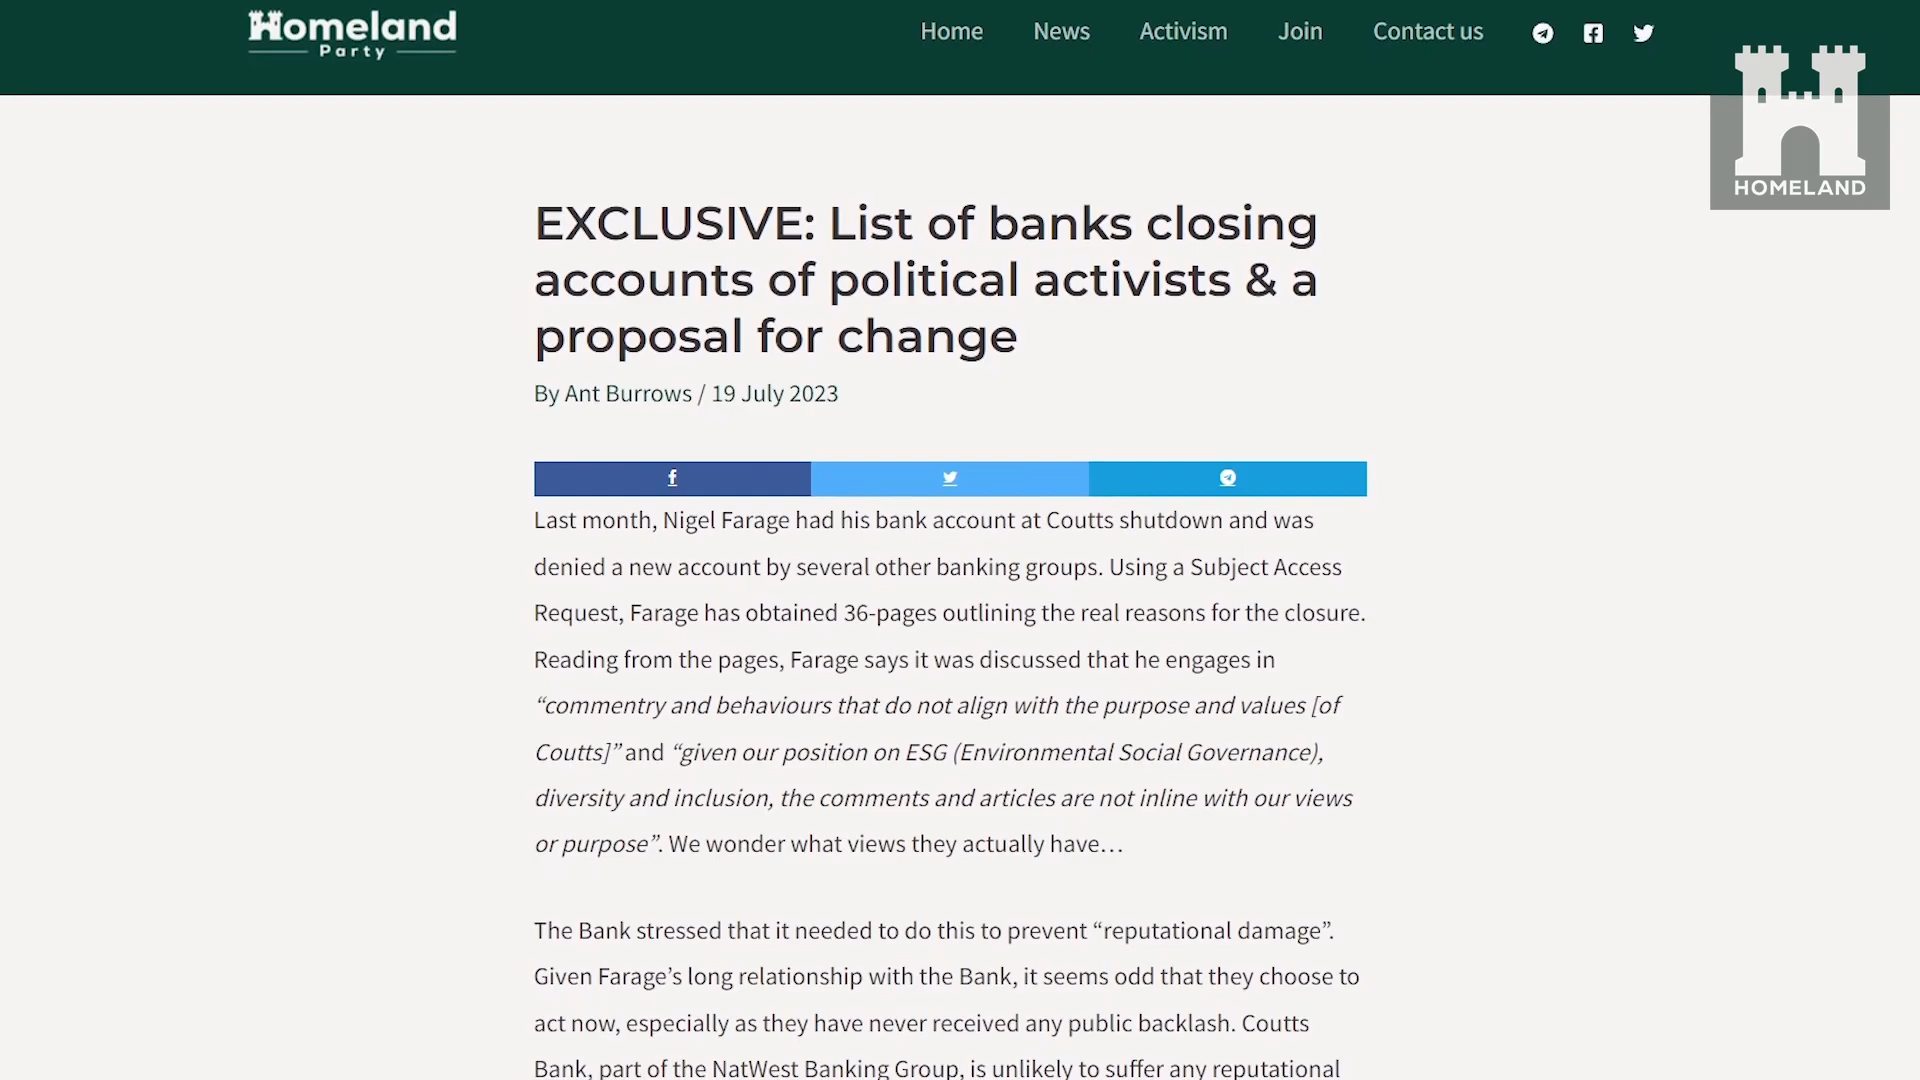 Homeland
Party
Home
News
Activism
Join
Contact us
HOMELAND
EXCLUSIVE: List of banks closing
accounts of political activists & a
proposal for change
By Ant Burrows / 19 July 2023
Last month, Nigel Farage had his bank account at Coutts shutdown and was
denied a new account by several other banking groups. Using a Subject Access
Request, Farage has obtained 36-pages outlining the real reasons for the closure.
Reading from the pages, Farage says it was discussed that he engages in
“commentry and behaviours that do not align with the purpose and values [of
Coutts]” and “given our position on ESG (Environmental Social Governance),
diversity and inclusion, the comments and articles are not inline with our views
or purpose”. We wonder what views they actually have…
The Bank stressed that it needed to do this to prevent “reputational damage”.
Given Farage’s long relationship with the Bank, it seems odd that they choose to
act now, especially as they have never received any public backlash. Coutts
Bank, part of the NatWest Banking Group, is unlikely to suffer any reputational